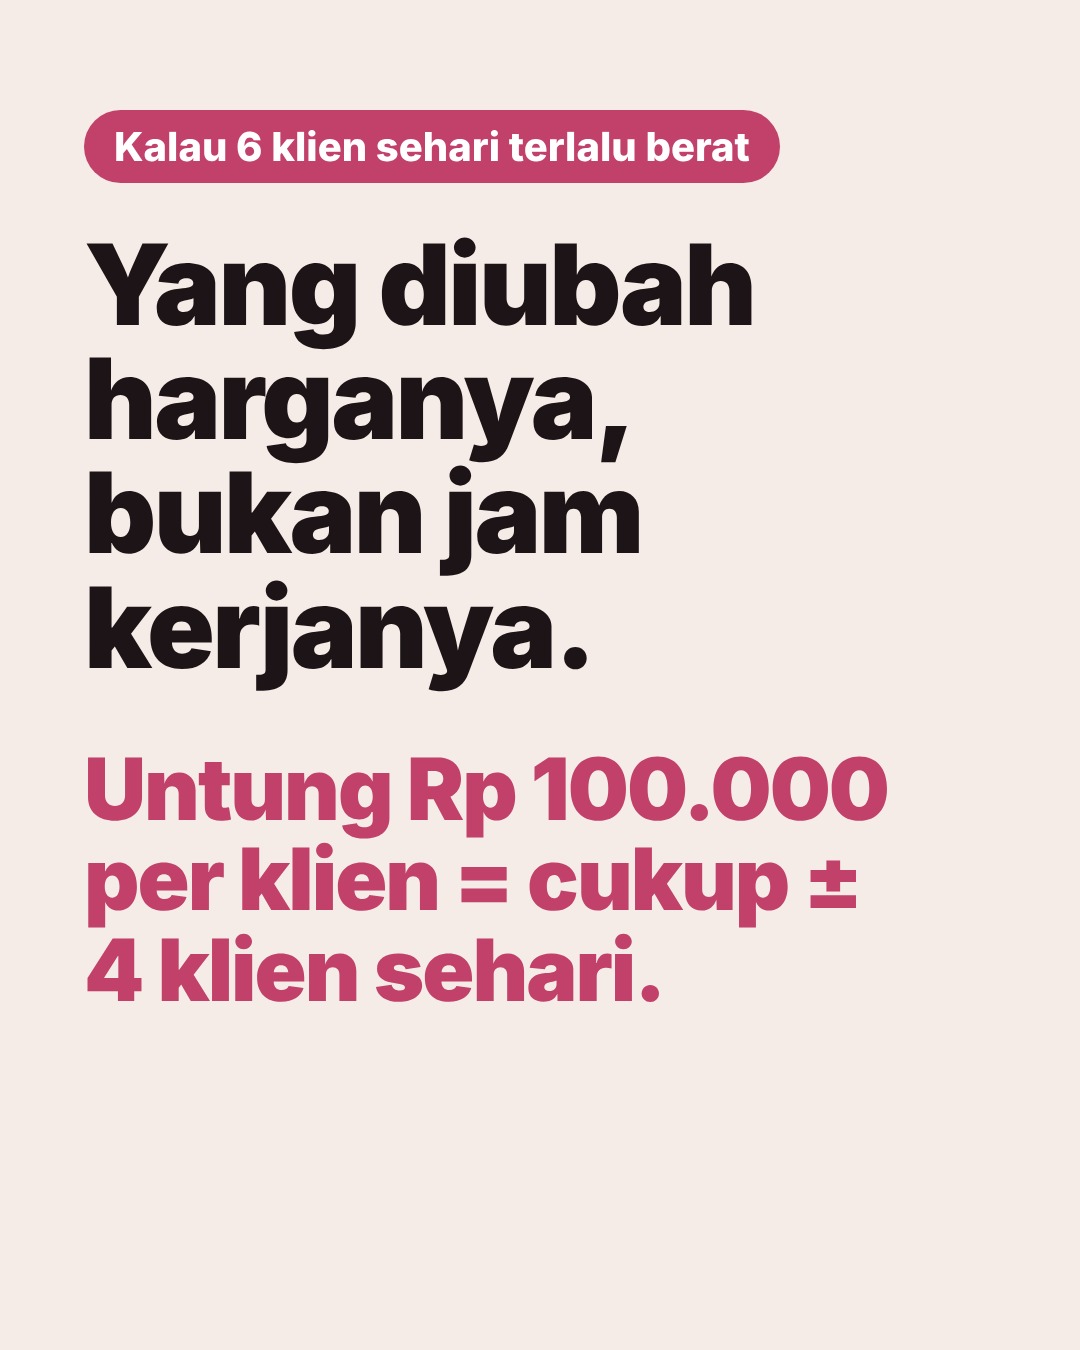 Kalau 6 klien sehari terlalu berat
Yang diubah
harganya,
bukan jam
kerjanya.
Untung Rp 100.000
per klien = cukup ±
4 klien sehari.